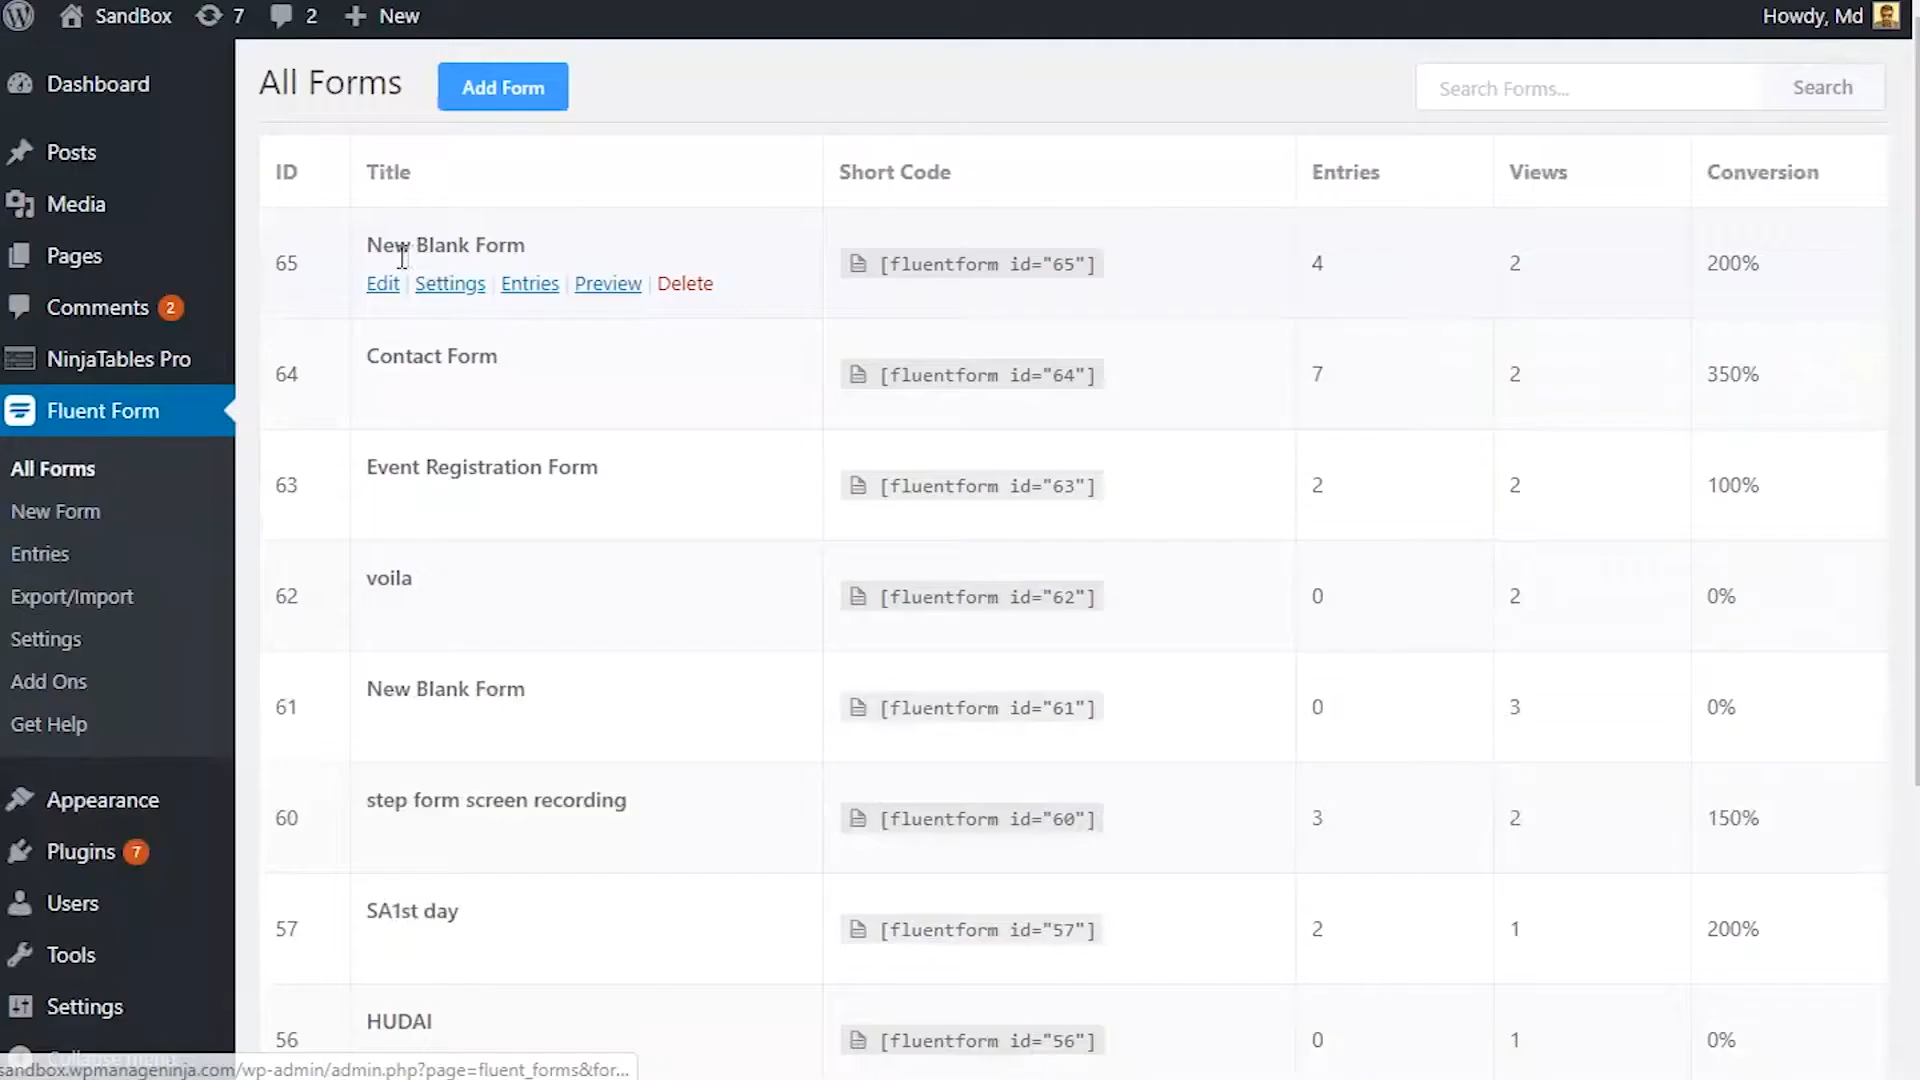 SandBox 7 2 New Howdy, Md
Dashboard
Posts
Media
Pages
Comments 2
NinjaTables Pro
Fluent Form
All Forms
New Form
Entries
Export/Import
Settings
Add Ons
Get Help
Appearance
Plugins 7
Users
Tools
Settings
Collapse menu
All Forms Add Form Search Forms... Search
ID Title Short Code Entries Views Conversion
65 New Blank Form [fluentform id="65"] 4 2 200%
Edit | Settings | Entries | Preview | Delete
64 Contact Form [fluentform id="64"] 7 2 350%
63 Event Registration Form [fluentform id="63"] 2 2 100%
62 voila [fluentform id="62"] 0 2 0%
61 New Blank Form [fluentform id="61"] 0 3 0%
60 step form screen recording [fluentform id="60"] 3 2 150%
57 SA1st day [fluentform id="57"] 2 1 200%
56 HUDAI [fluentform id="56"] 0 1 0%
sandbox.wpmanageninja.com/wp-admin/admin.php?page=fluent_forms&for...